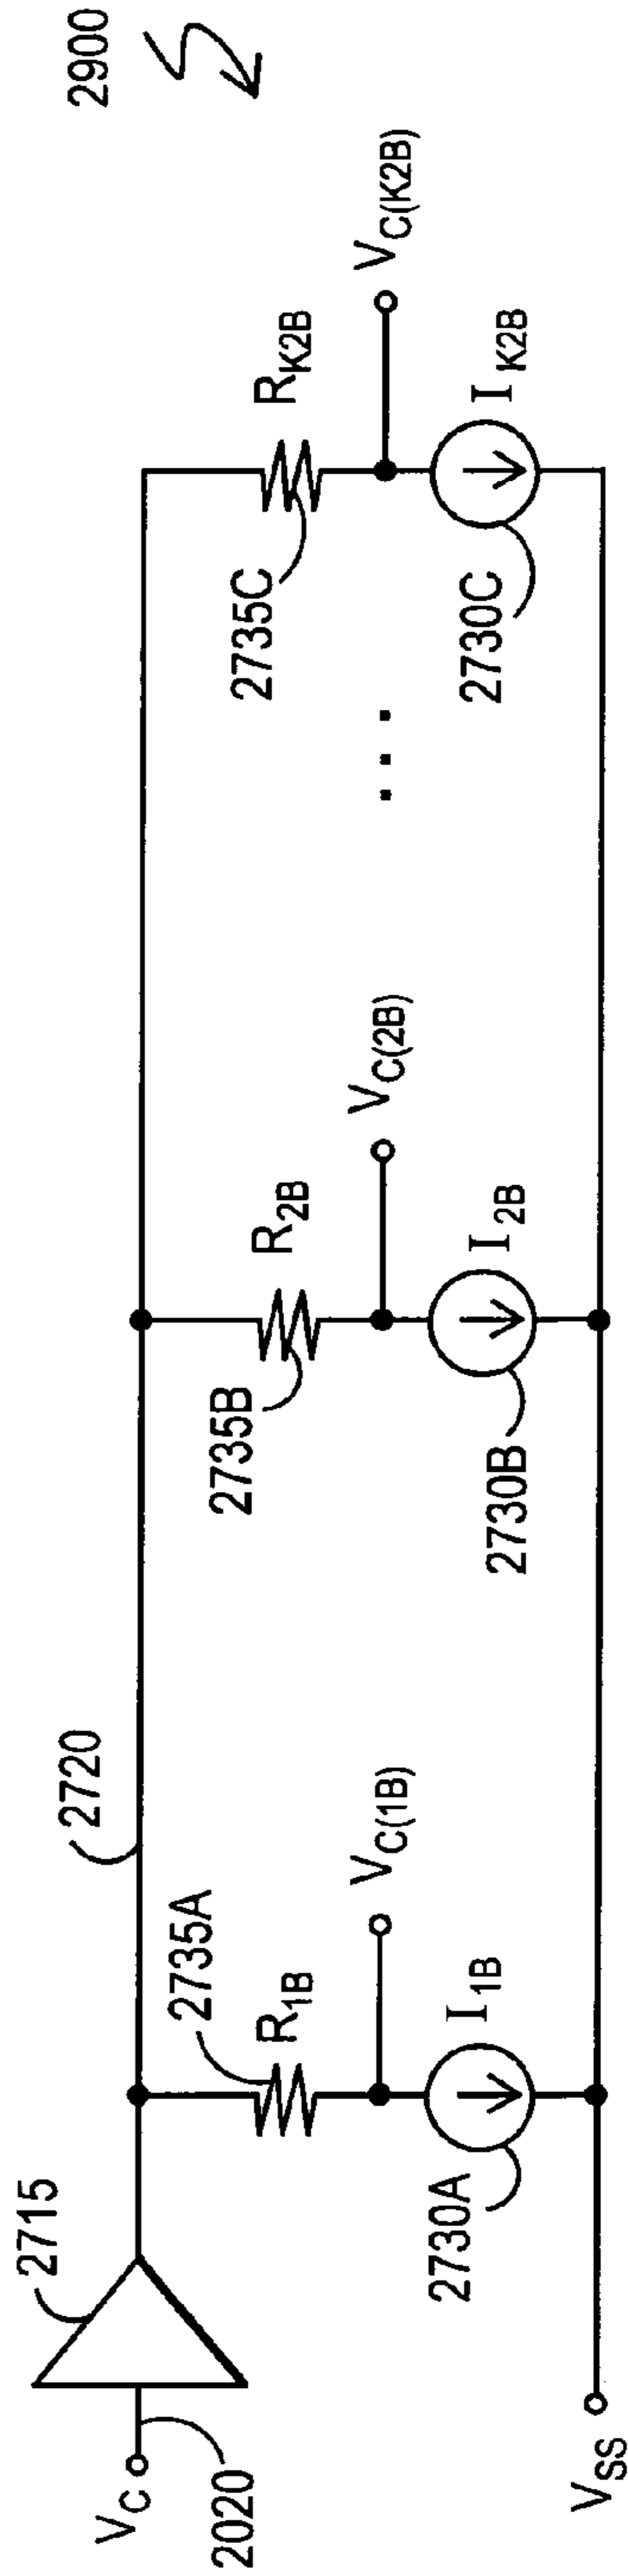 2900
2715
2720
V_C
2020
2735A
R_1B
V_C(1B)
2730A
I_1B
2735B
R_2B
V_C(2B)
2730B
I_2B
2735C
R_K2B
V_C(K2B)
...
2730C
I_K2B
V_SS